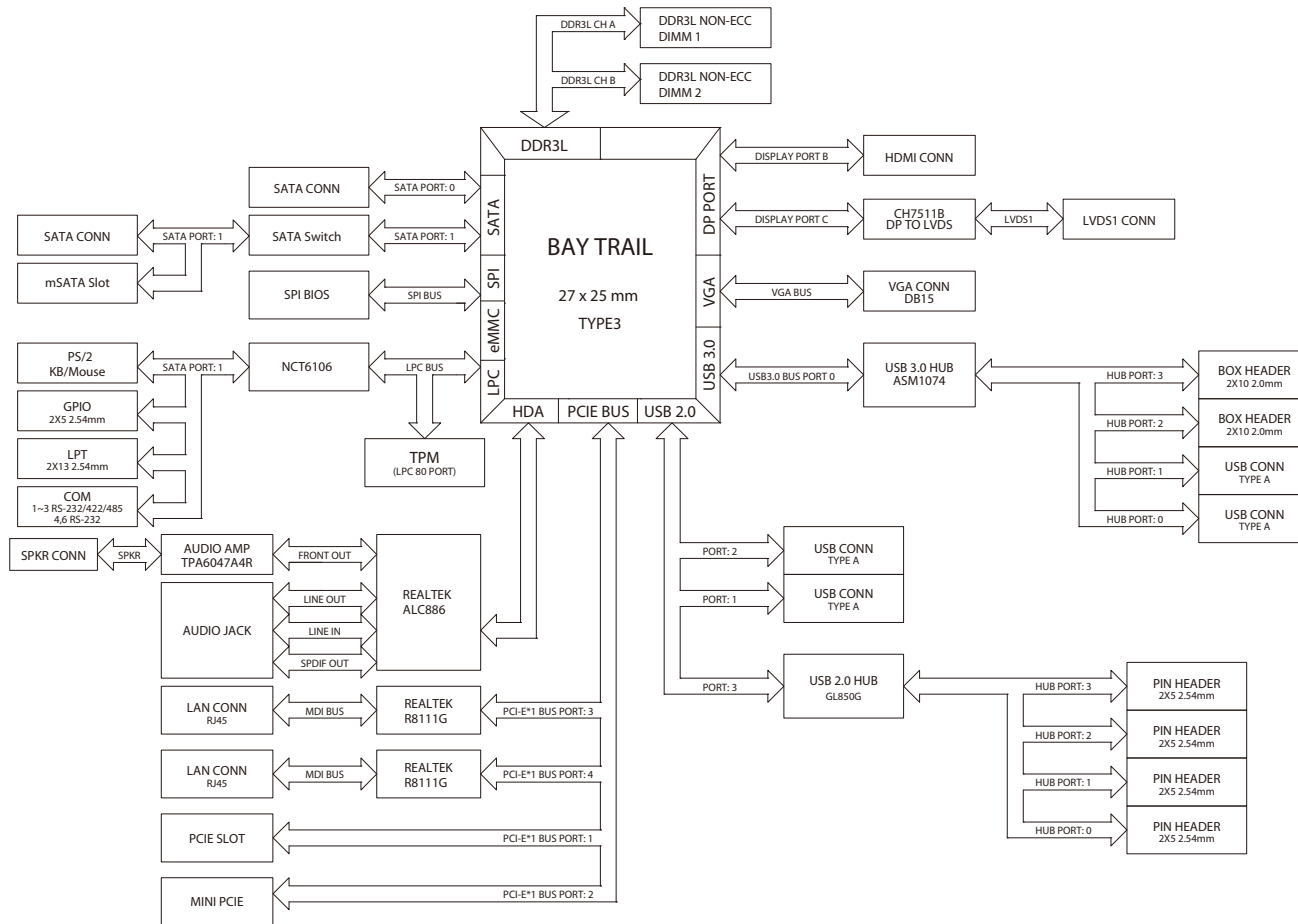 DDR3L CH A
DDR3L NON-ECC
DIMM 1
DDR3L CH B
DDR3L NON-ECC
DIMM 2
DDR3L
SATA
SPI
eMMC
LPC
HDA
PCIE BUS
USB 2.0
DP PORT
VGA
USB 3.0
BAY TRAIL
27 x 25 mm
TYPE3
SATA CONN
SATA PORT: 0
SATA CONN
SATA PORT: 1
SATA Switch
SATA PORT: 1
mSATA Slot
SPI BIOS
SPI BUS
PS/2
KB/Mouse
SATA PORT: 1
NCT6106
LPC BUS
GPIO
2X5 2.54mm
LPT
2X13 2.54mm
COM
1~3 RS-232/422/485
4,6 RS-232
TPM
(LPC 80 PORT)
DISPLAY PORT B
HDMI CONN
DISPLAY PORT C
CH7511B
DP TO LVDS
LVDS1
LVDS1 CONN
VGA BUS
VGA CONN
DB15
USB3.0 BUS PORT 0
USB 3.0 HUB
ASM1074
HUB PORT: 3
BOX HEADER
2X10 2.0mm
HUB PORT: 2
BOX HEADER
2X10 2.0mm
HUB PORT: 1
USB CONN
TYPE A
HUB PORT: 0
USB CONN
TYPE A
SPKR CONN
SPKR
AUDIO AMP
TPA6047A4R
FRONT OUT
REALTEK
ALC886
AUDIO JACK
LINE OUT
LINE IN
SPDIF OUT
LAN CONN
RJ45
MDI BUS
REALTEK
R8111G
PCI-E*1 BUS PORT: 3
LAN CONN
RJ45
MDI BUS
REALTEK
R8111G
PCI-E*1 BUS PORT: 4
PCIE SLOT
PCI-E*1 BUS PORT: 1
MINI PCIE
PCI-E*1 BUS PORT: 2
PORT: 2
USB CONN
TYPE A
PORT: 1
USB CONN
TYPE A
PORT: 3
USB 2.0 HUB
GL850G
HUB PORT: 3
PIN HEADER
2X5 2.54mm
HUB PORT: 2
PIN HEADER
2X5 2.54mm
HUB PORT: 1
PIN HEADER
2X5 2.54mm
HUB PORT: 0
PIN HEADER
2X5 2.54mm